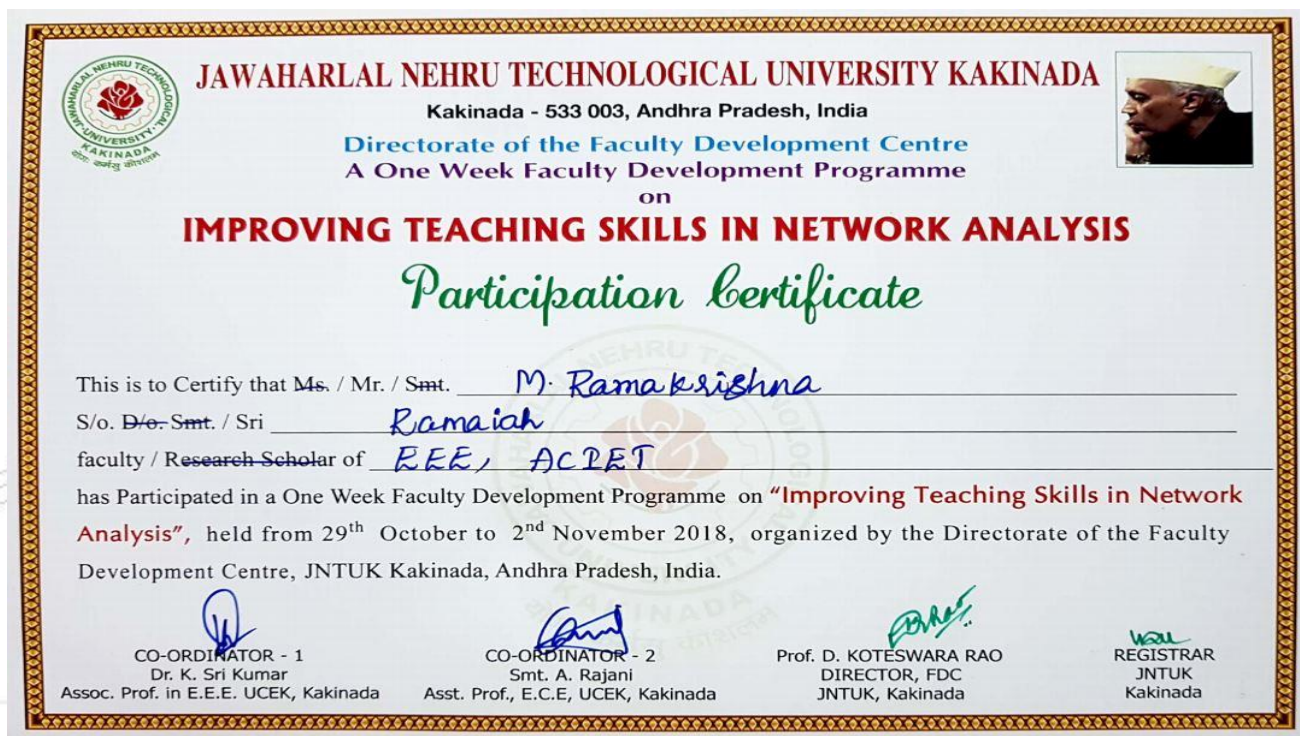 JAWAHARLAL NEHRU TECHNOLOGICAL UNIVERSITY KAKINADA
Kakinada - 533 003, Andhra Pradesh, India
Directorate of the Faculty Development Centre
A One Week Faculty Development Programme
on
IMPROVING TEACHING SKILLS IN NETWORK ANALYSIS
Participation Certificate
This is to Certify that Ms. / Mr. / Smt. M. Ramakrishna
S/o. D/o. Smt. / Sri Ramaiah
faculty / Research Scholar of EEE, ACPET
has Participated in a One Week Faculty Development Programme on “Improving Teaching Skills in Network
Analysis”, held from 29th October to 2nd November 2018, organized by the Directorate of the Faculty
Development Centre, JNTUK Kakinada, Andhra Pradesh, India.
CO-ORDINATOR - 1
Dr. K. Sri Kumar
Assoc. Prof. in E.E.E. UCEK, Kakinada
CO-ORDINATOR - 2
Smt. A. Rajani
Asst. Prof., E.C.E, UCEK, Kakinada
Prof. D. KOTESWARA RAO
DIRECTOR, FDC
JNTUK, Kakinada
REGISTRAR
JNTUK
Kakinada
JAWAHARLAL NEHRU TECHNOLOGICAL UNIVERSITY
KAKINADA